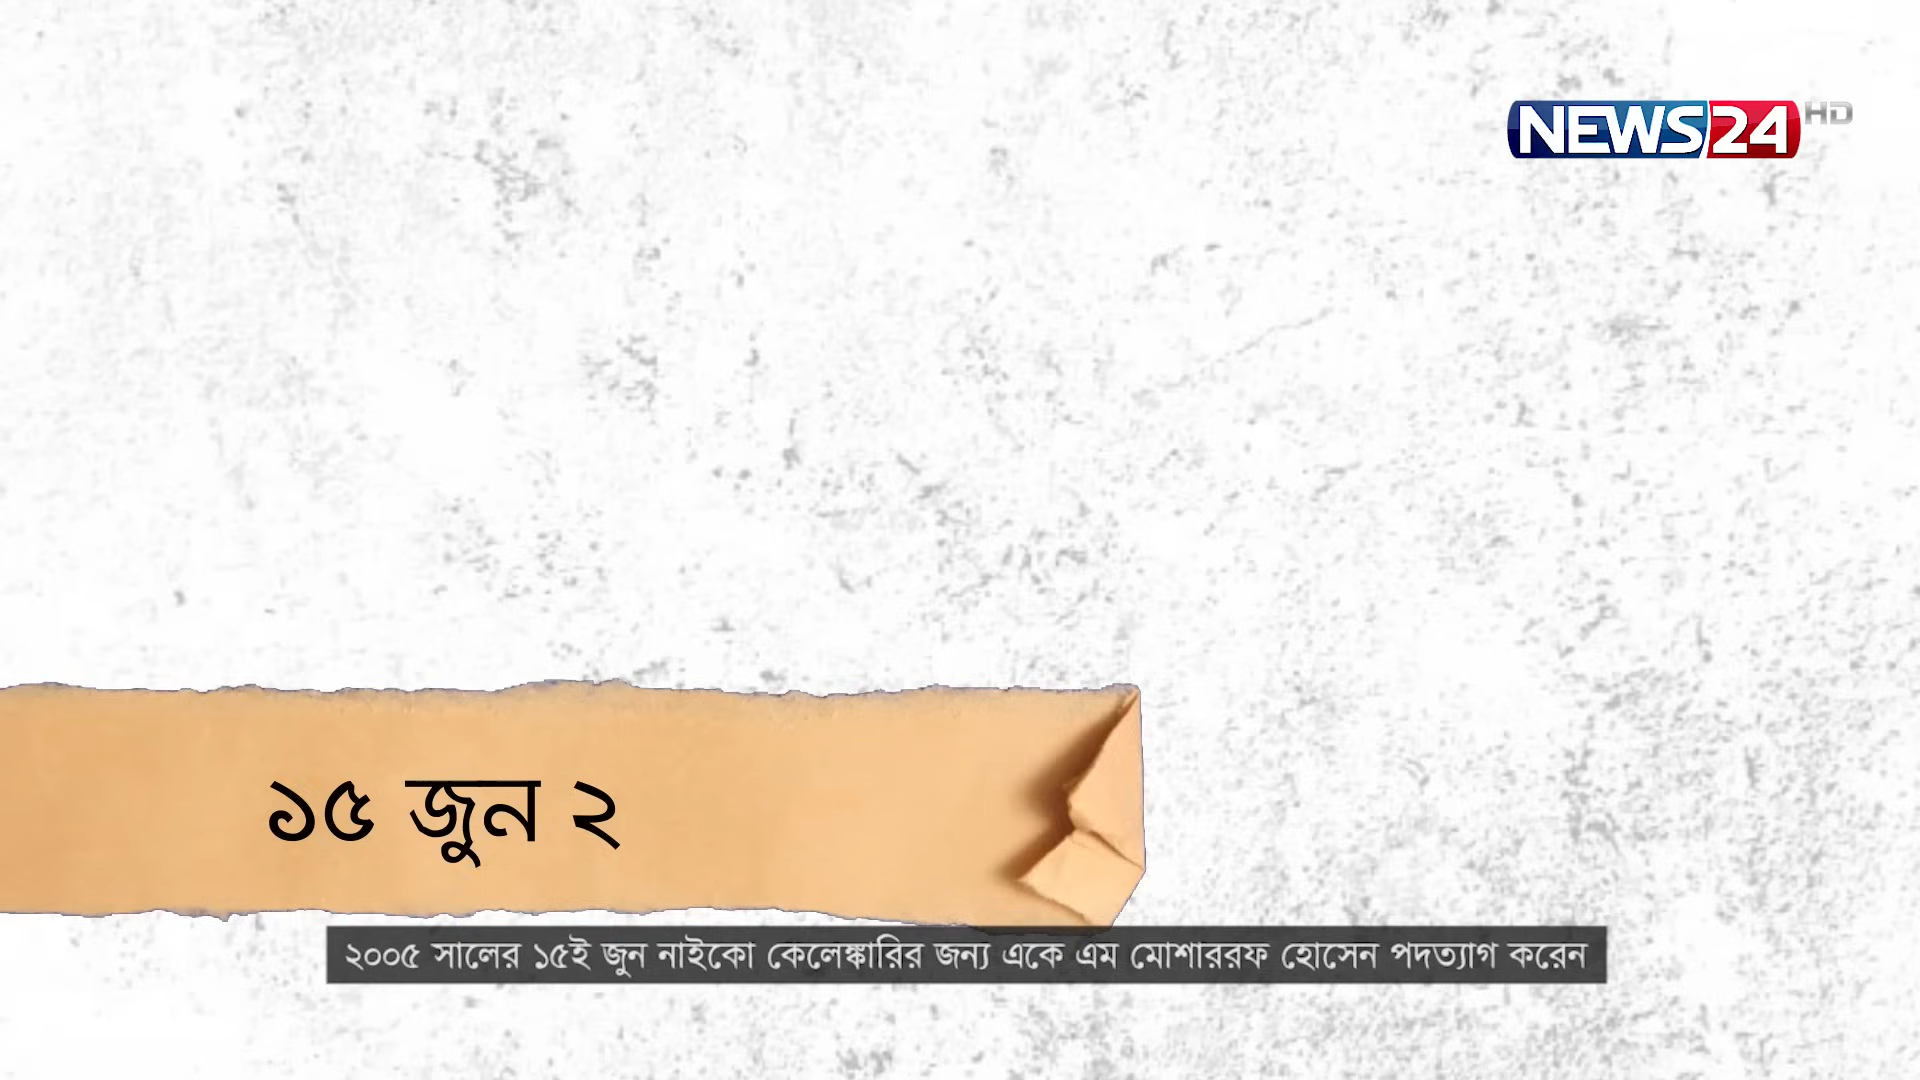 NEWS24 HD
১৫ জুন ২
২০০৫ সালের ১৫ই জুন নাইকো কেলেঙ্কারির জন্য একে এম মোশাররফ হোসেন পদত্যাগ করেন